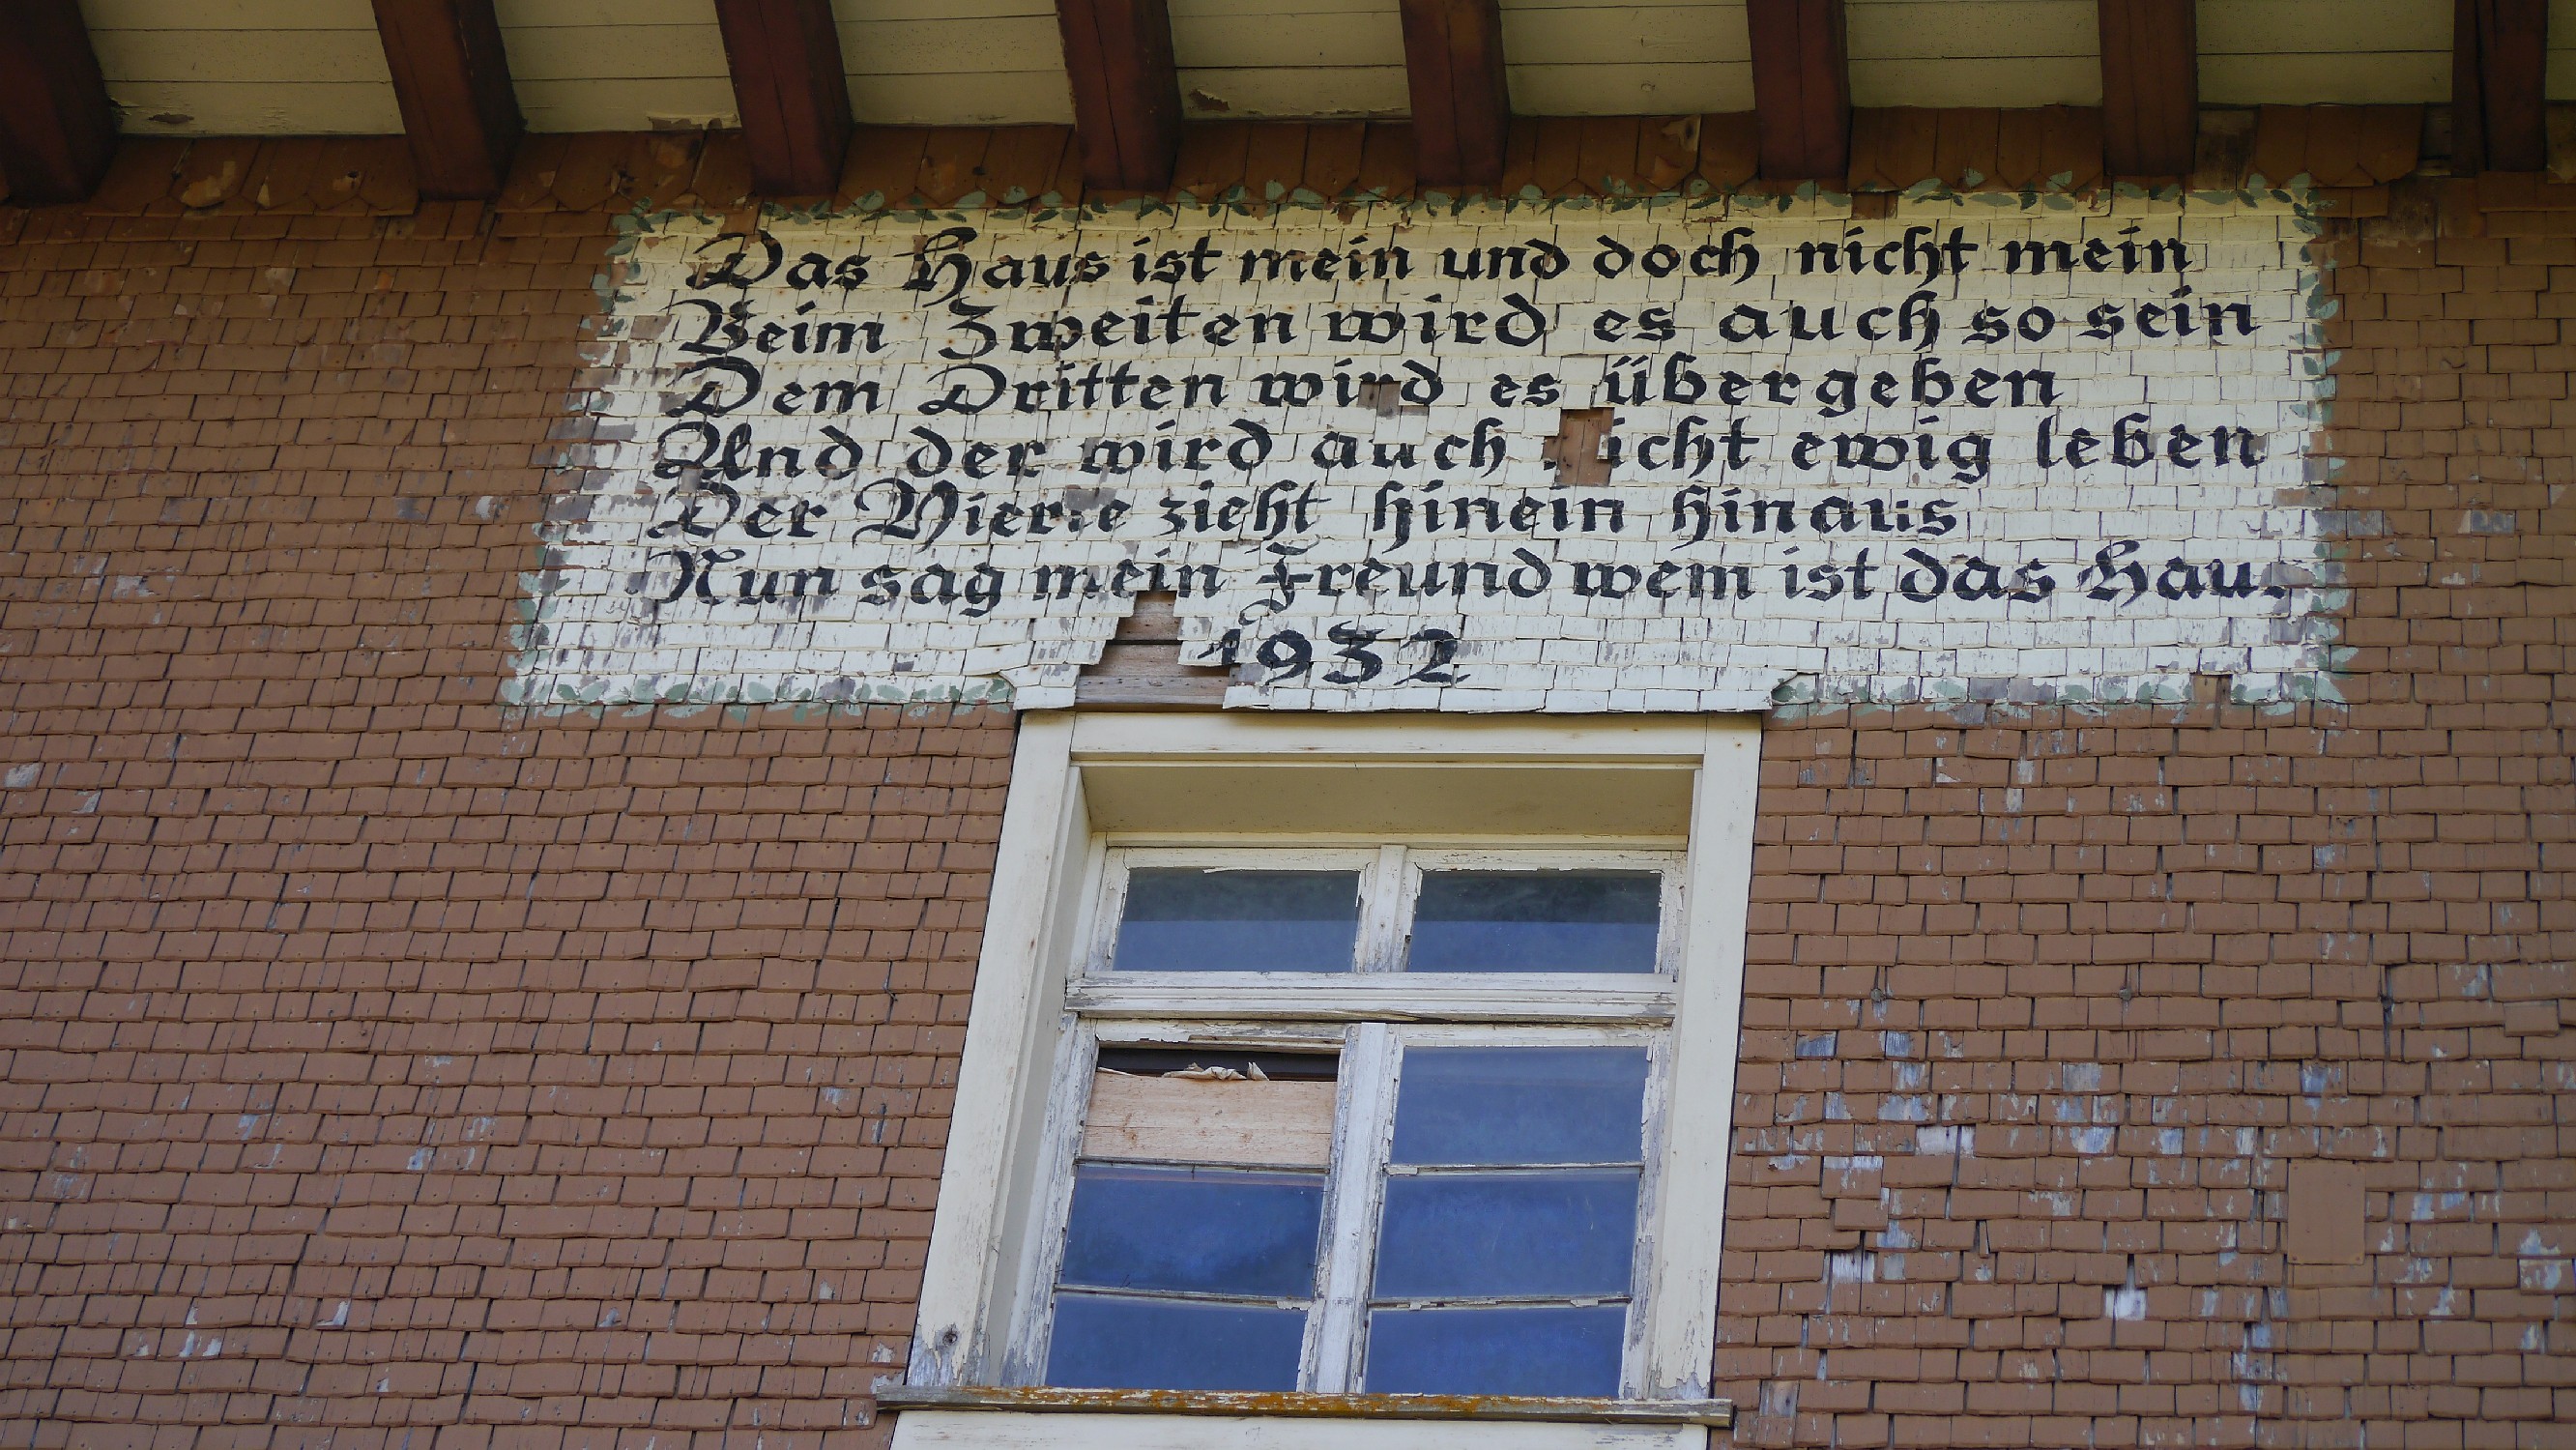 Das Haus ist mein und doch nicht mein
Beim Zweiten wird es auch so sein
Dem Dritten wird es übergeben
Und der wird auch nicht ewig leben
Der Vierte zieht hinein hinaus
Nun sag mein Freund wem ist das Haus
1932